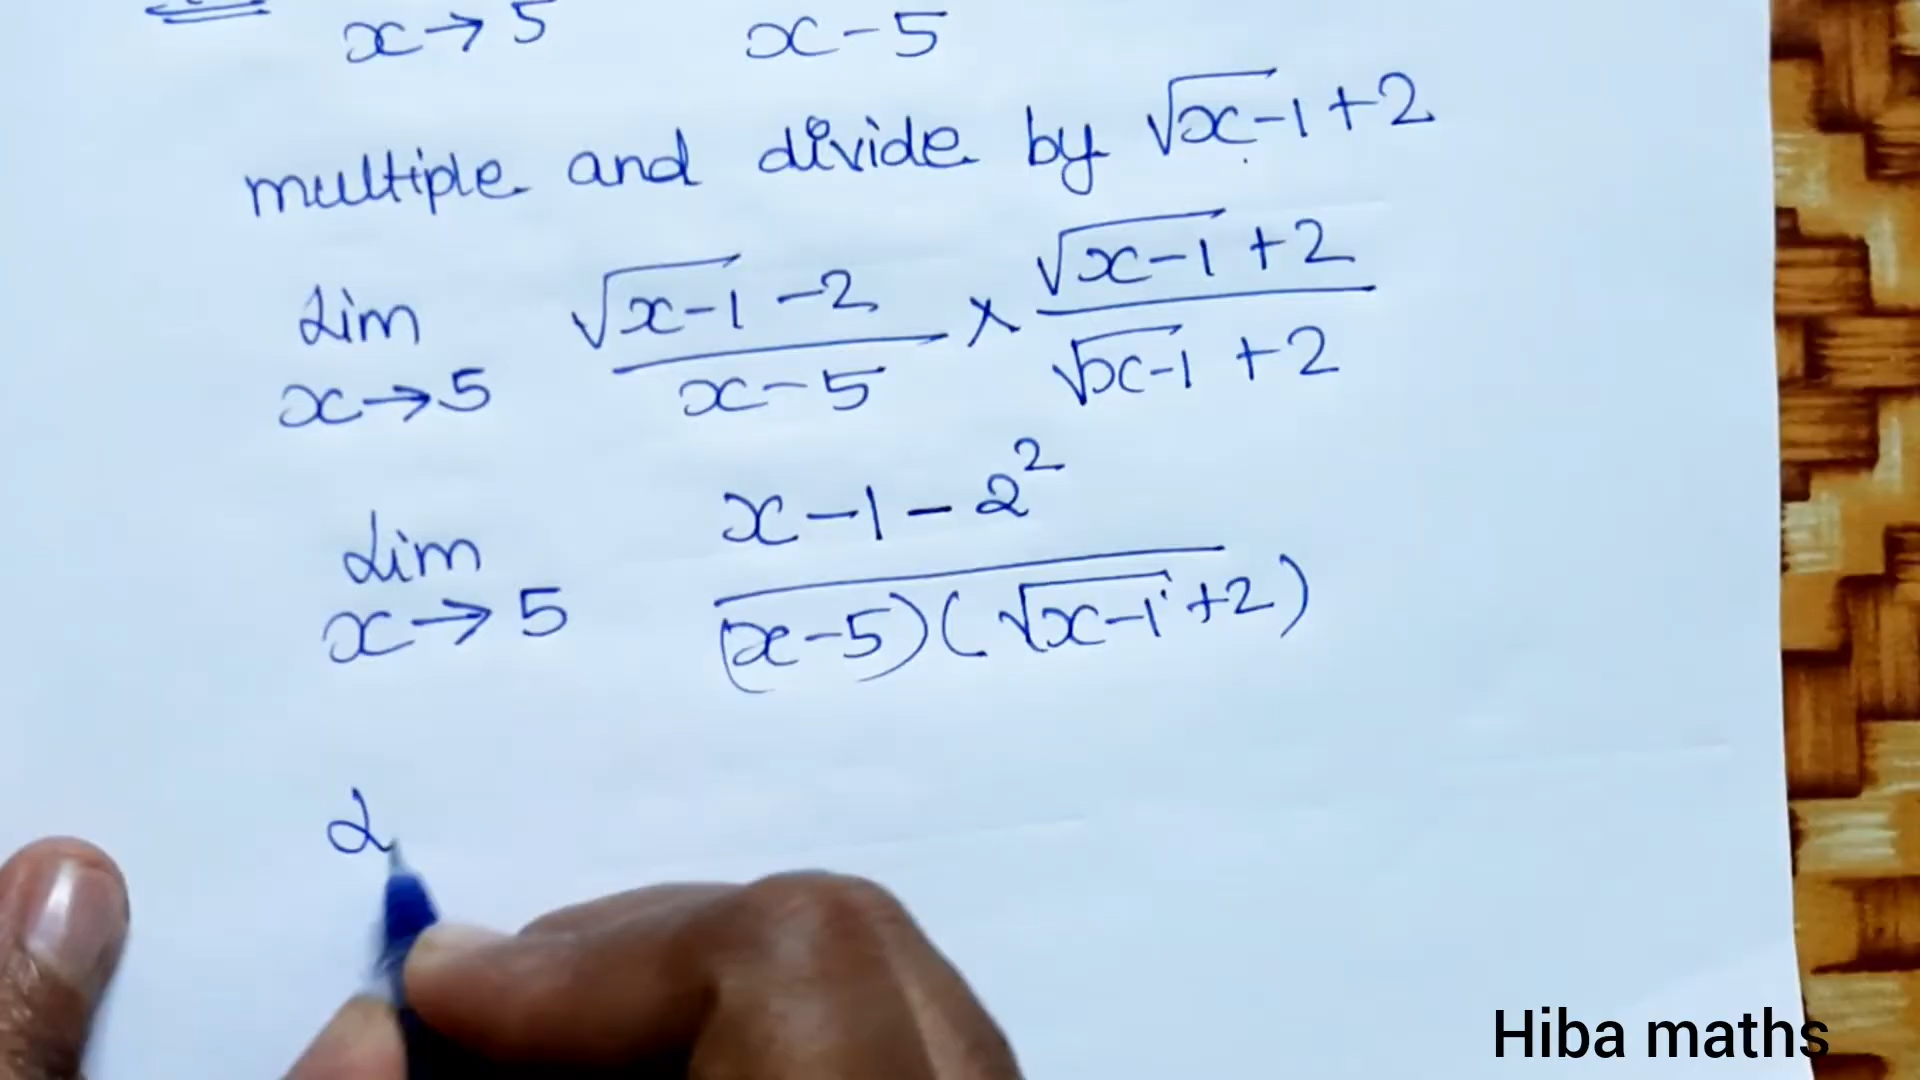 x→5 x-5
multiple and divide by √x-1 +2
Lim √x-1 -2 × √x-1 +2
x→5 x-5 √x-1 +2
Lim x-1-2²
x→5 (x-5)(√x-1 +2)
L
Hiba maths